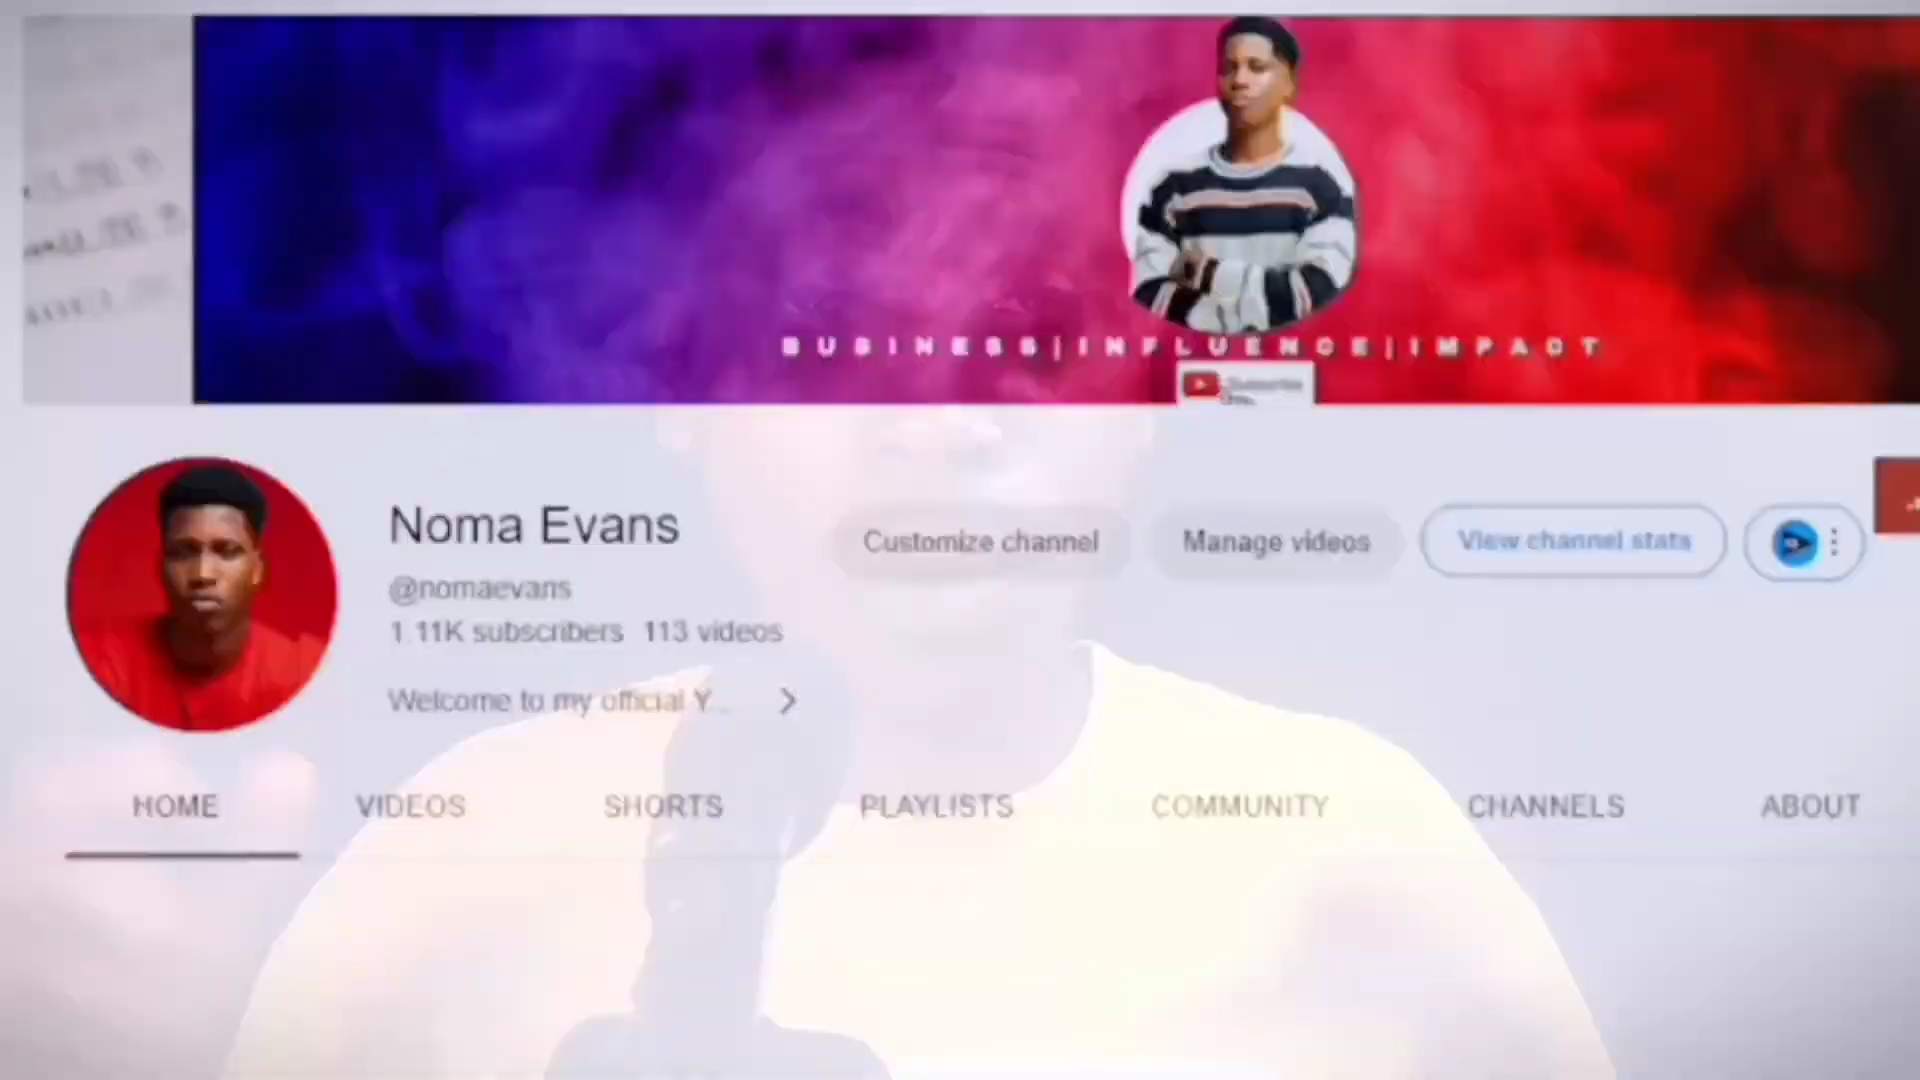 BUSINESS|INFLUENCE|IMPACT
Noma Evans
@nomaevans
1.11K subscribers 113 videos
Welcome to my official Y...
Customize channel
Manage videos
View channel stats
HOME VIDEOS SHORTS PLAYLISTS COMMUNITY CHANNELS ABOUT